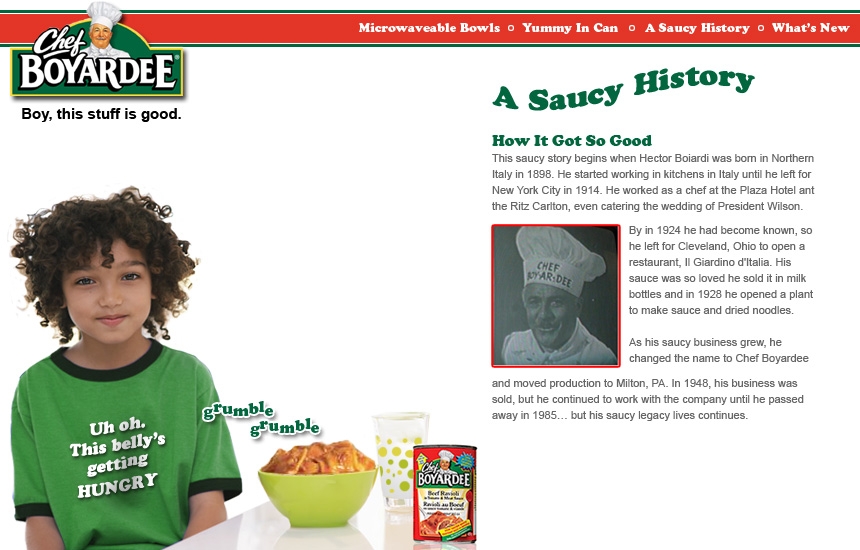 Microwaveable Bowls
Yummy In Can
A Saucy History
What's New
Chef
BOYARDEE
Boy, this stuff is good.
A Saucy History
How It Got So Good
This saucy story begins when Hector Boiardi was born in Northern
Italy in 1898. He started working in kitchens in Italy until he left for
New York City in 1914. He worked as a chef at the Plaza Hotel ant
the Ritz Carlton, even catering the wedding of President Wilson.
CHEF
BOY-AR-DEE
By in 1924 he had become known, so
he left for Cleveland, Ohio to open a
restaurant, Il Giardino d'Italia. His
sauce was so loved he sold it in milk
bottles and in 1928 he opened a plant
to make sauce and dried noodles.
As his saucy business grew, he
changed the name to Chef Boyardee
and moved production to Milton, PA. In 1948, his business was
sold, but he continued to work with the company until he passed
away in 1985… but his saucy legacy lives continues.
Uh oh.
This belly's
getting
HUNGRY
grumble
grumble
Chef
BOYARDEE
Beef Ravioli
in Tomato & Meat Sauce
Ravioli au Boeuf